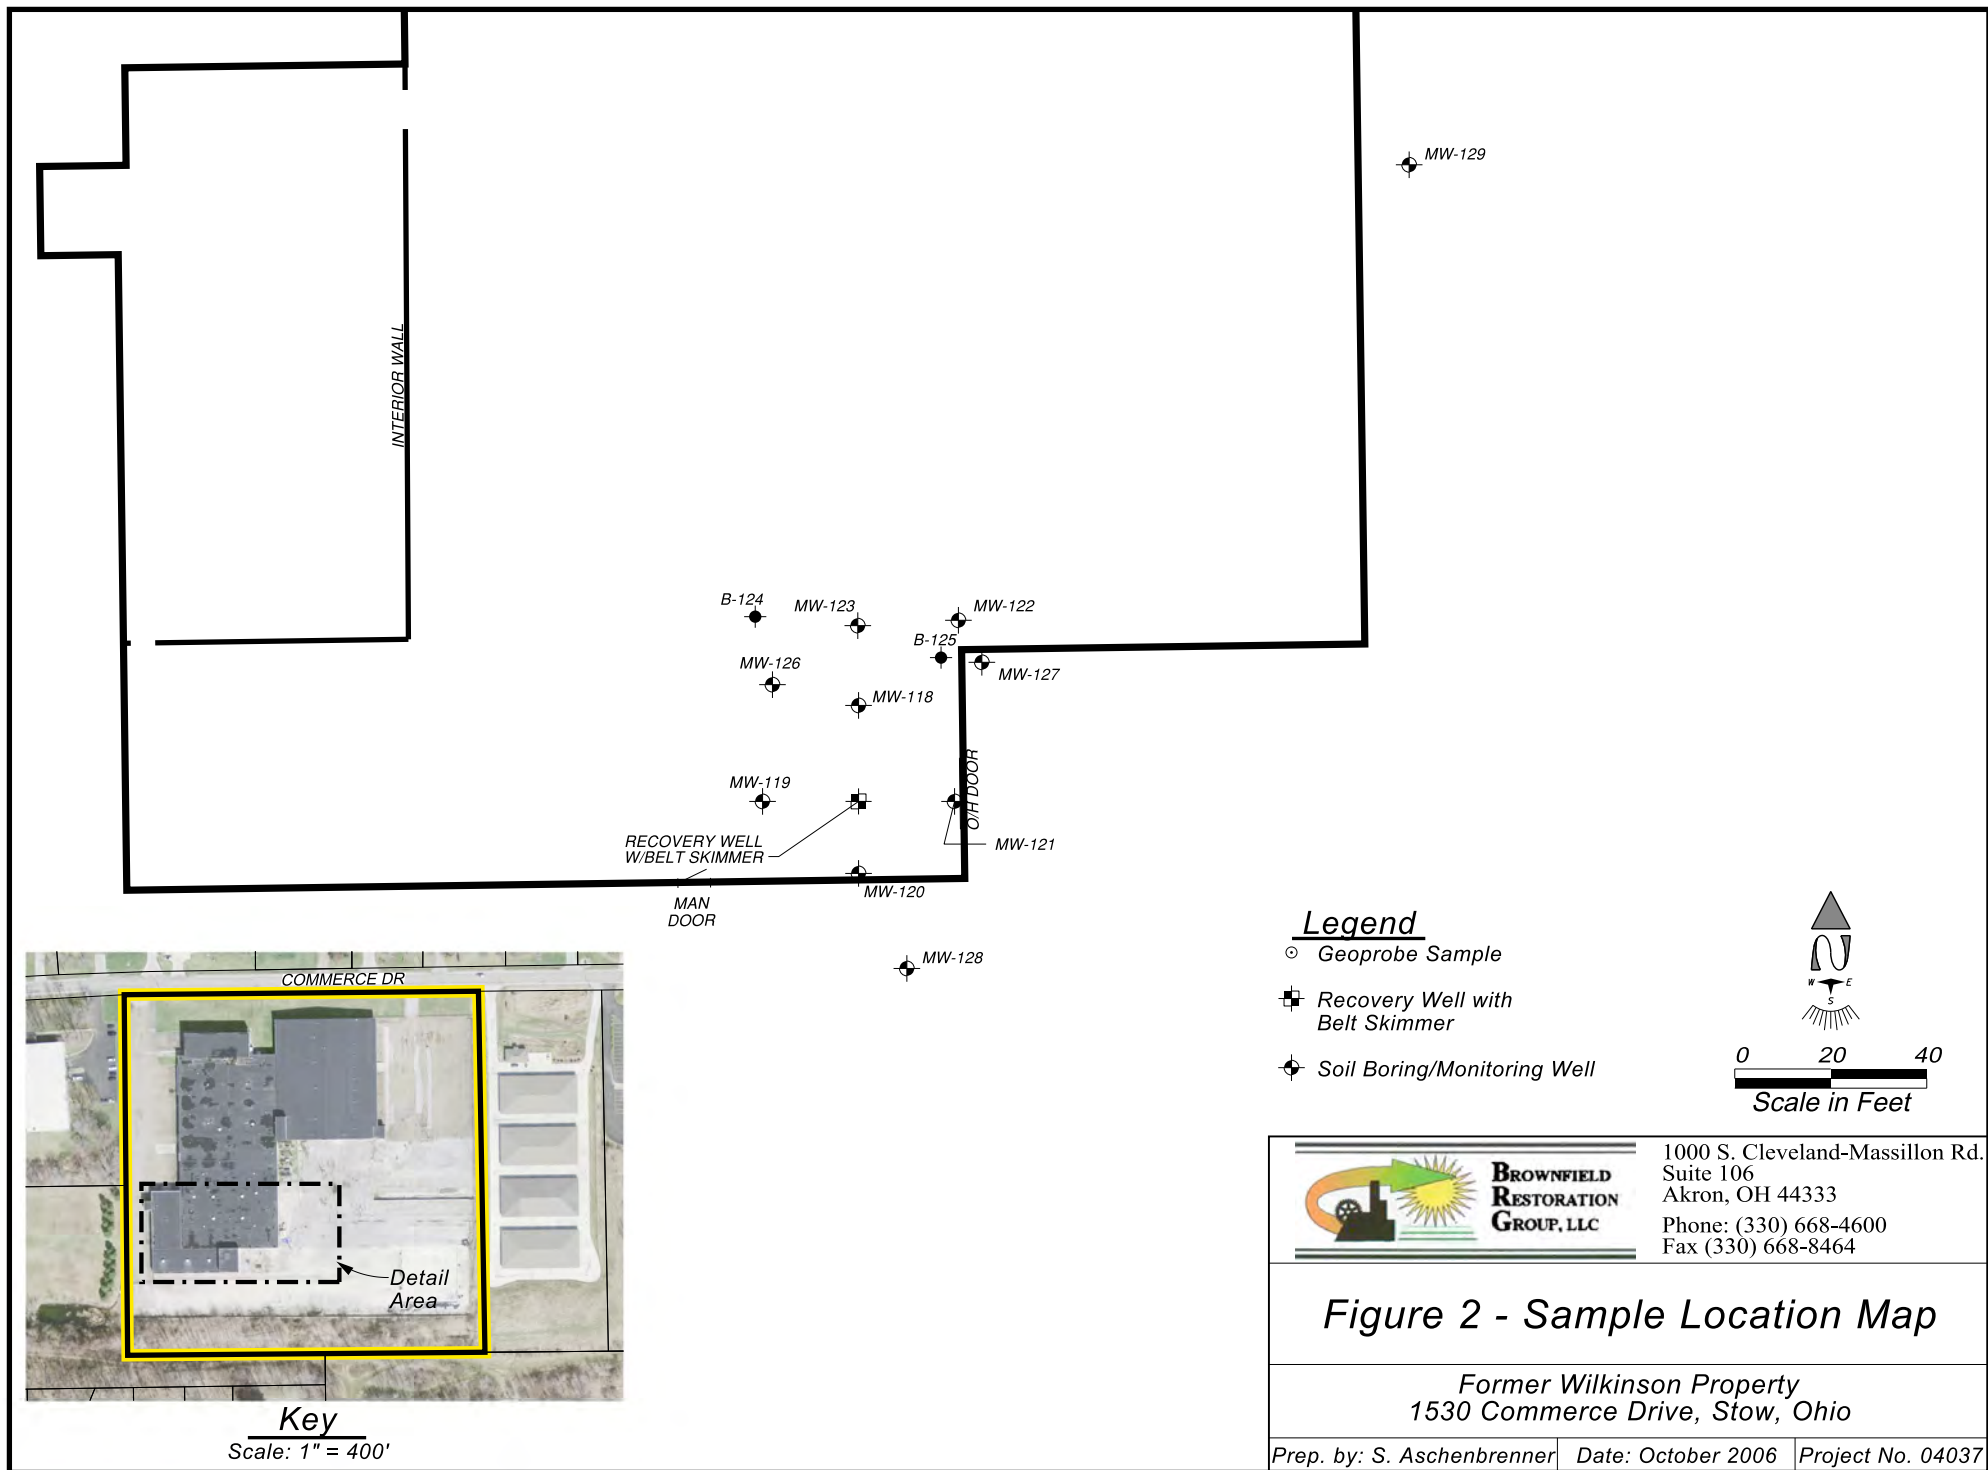 MW-129
INTERIOR WALL
B-124
MW-123
MW-122
B-125
MW-126
MW-127
MW-118
MW-119
O/H DOOR
RECOVERY WELL
W/BELT SKIMMER
MW-121
MW-120
MAN
DOOR
MW-128
COMMERCE DR
Detail
Area
Key
Scale: 1" = 400'
Legend
Geoprobe Sample
Recovery Well with
Belt Skimmer
Soil Boring/Monitoring Well
N
W E
S
0 20 40
Scale in Feet
BROWNFIELD
RESTORATION
GROUP, LLC
1000 S. Cleveland-Massillon Rd.
Suite 106
Akron, OH 44333
Phone: (330) 668-4600
Fax (330) 668-8464
Figure 2 - Sample Location Map
Former Wilkinson Property
1530 Commerce Drive, Stow, Ohio
Prep. by: S. Aschenbrenner
Date: October 2006
Project No. 04037